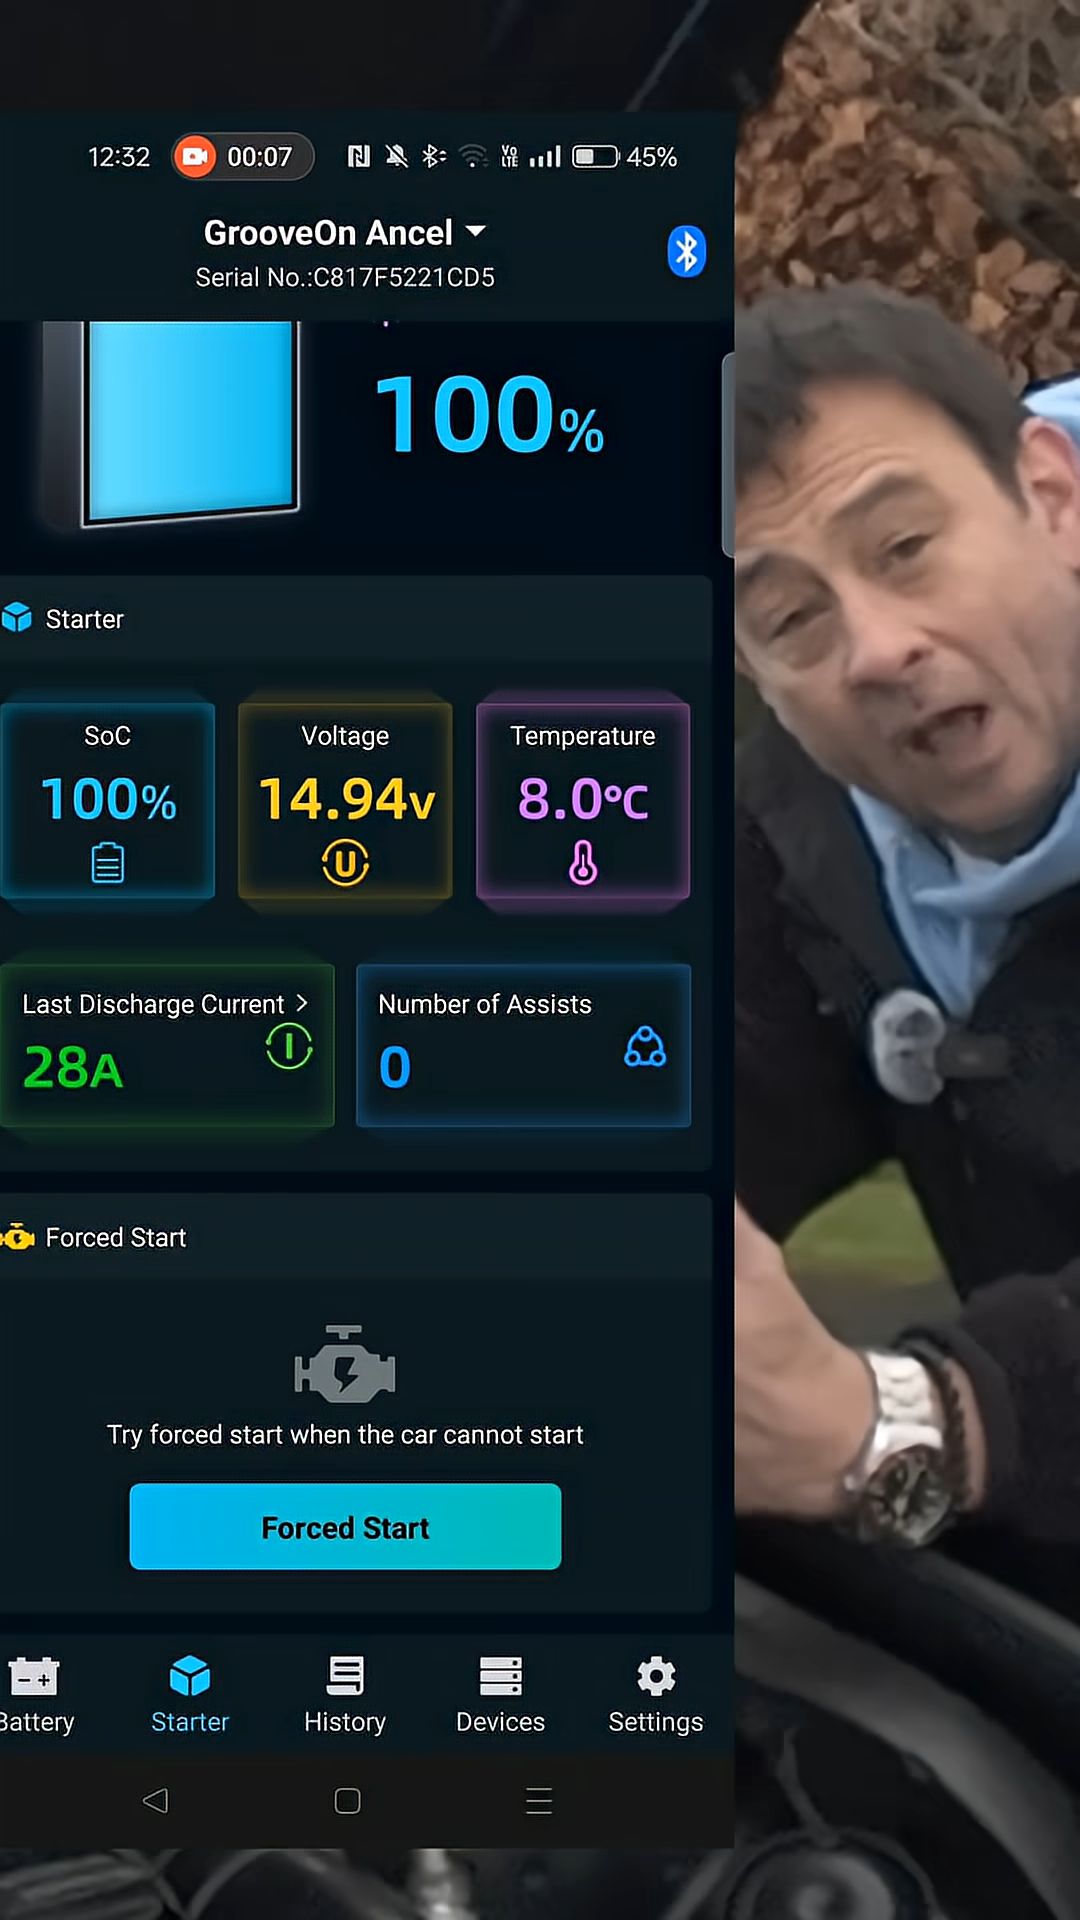 12:32 00:07 VoLTE 45%
GrooveOn Ancel
Serial No.:C817F5221CD5
100%
Starter
SoC Voltage Temperature
100% 14.94V 8.0°C
U
Last Discharge Current > Number of Assists
28A 0
Forced Start
Try forced start when the car cannot start
Forced Start
Battery Starter History Devices Settings